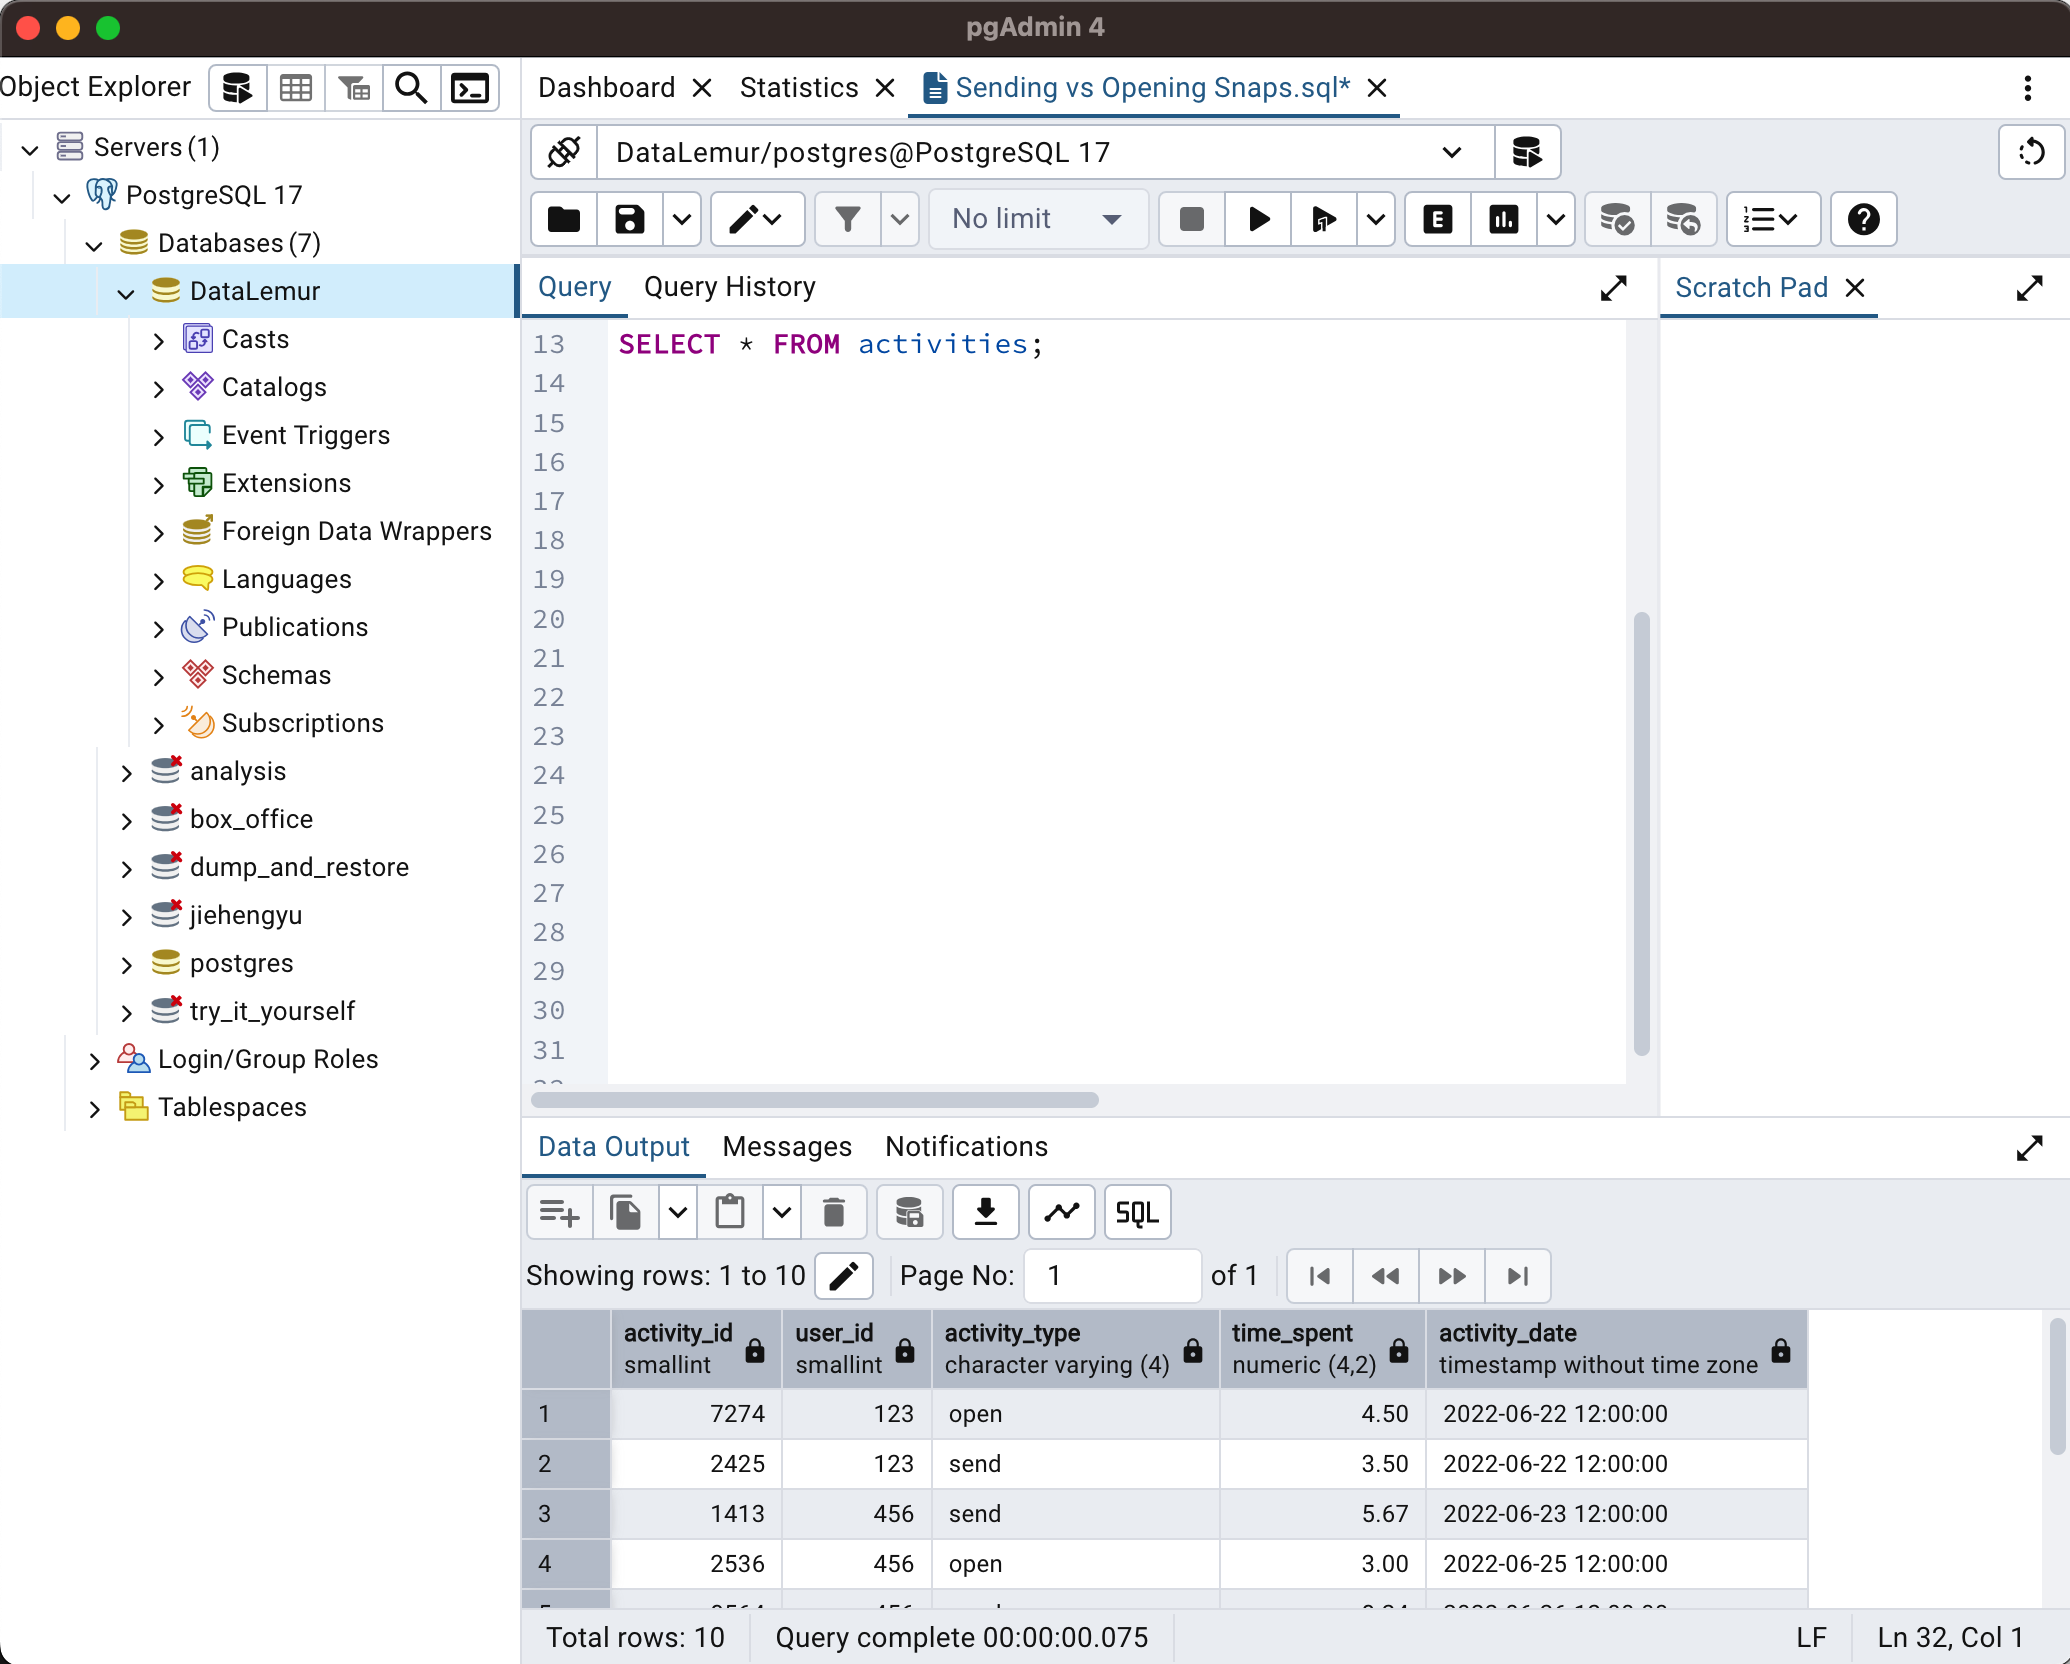 pgAdmin 4
Object Explorer
Servers (1)
PostgreSQL 17
Databases (7)
DataLemur
Casts
Catalogs
Event Triggers
Extensions
Foreign Data Wrappers
Languages
Publications
Schemas
Subscriptions
analysis
box_office
dump_and_restore
jiehengyu
postgres
try_it_yourself
Login/Group Roles
Tablespaces
Dashboard Statistics Sending vs Opening Snaps.sql*
DataLemur/postgres@PostgreSQL 17
No limit E
Query Query History Scratch Pad
13 SELECT * FROM activities;
14
15
16
17
18
19
20
21
22
23
24
25
26
27
28
29
30
31
Data Output Messages Notifications
SQL
Showing rows: 1 to 10 Page No: 1 of 1
activity_id user_id activity_type time_spent activity_date
smallint smallint character varying (4) numeric (4,2) timestamp without time zone
1 7274 123 open 4.50 2022-06-22 12:00:00
2 2425 123 send 3.50 2022-06-22 12:00:00
3 1413 456 send 5.67 2022-06-23 12:00:00
4 2536 456 open 3.00 2022-06-25 12:00:00
Total rows: 10 Query complete 00:00:00.075 LF Ln 32, Col 1